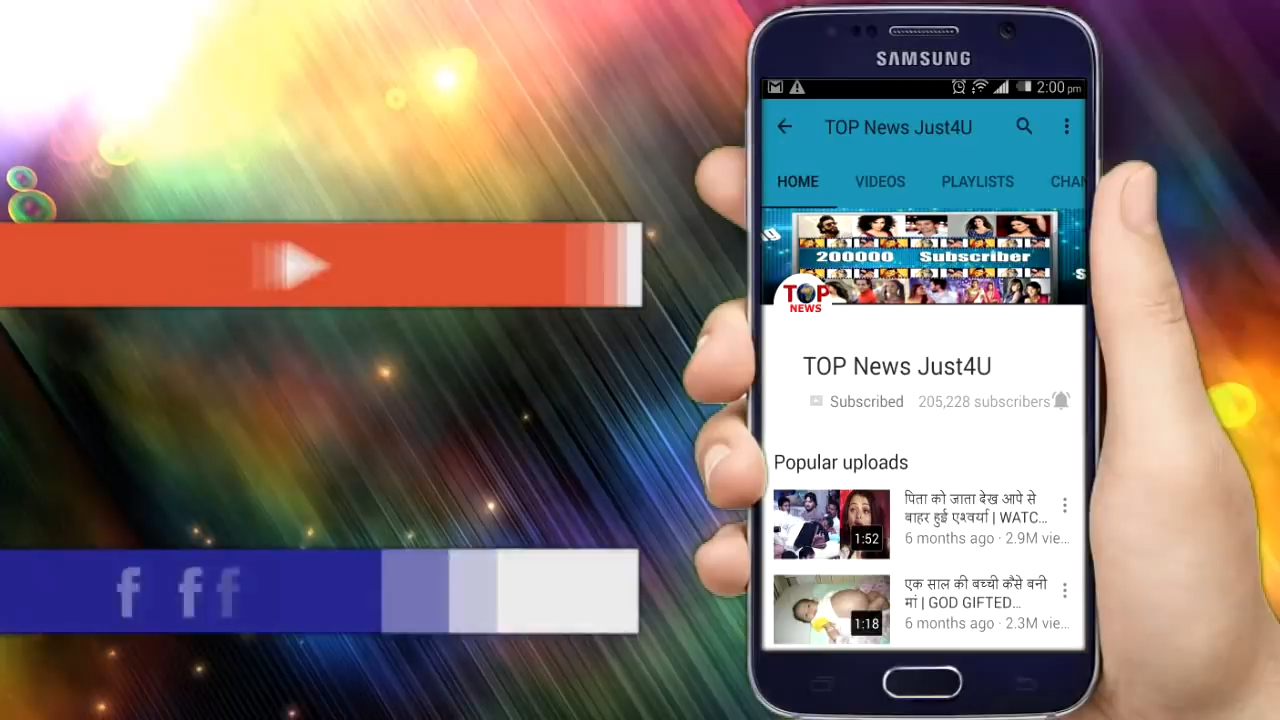 SAMSUNG
2:00 pm
TOP News Just4U
HOME VIDEOS PLAYLISTS CHAN
200000 Subscriber
TOP
NEWS
TOP News Just4U
Subscribed 205,228 subscribers
Popular uploads
पिता को जाता देख आपे से
बाहर हुई एश्वर्या | WATC...
1:52
6 months ago · 2.9M vie...
एक साल की बच्ची कैसे बनी
मां | GOD GIFTED...
1:18
6 months ago · 2.3M vie...
f f f